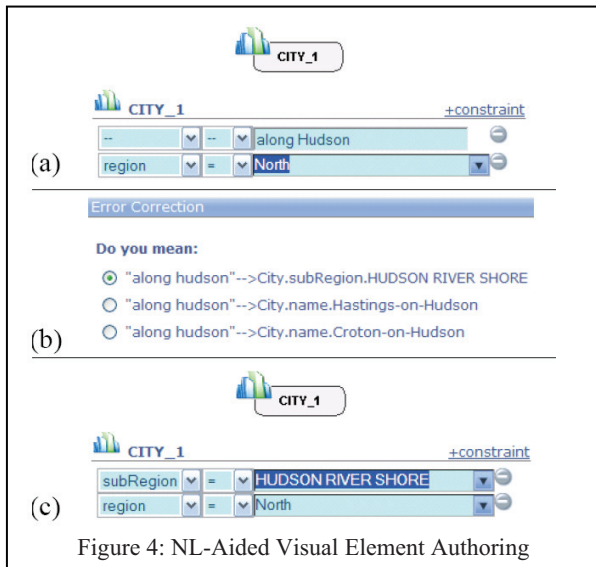 CITY_1
CITY_1 +constraint
-- -- along Hudson
(a) region = North
Error Correction
Do you mean:
"along hudson"-->City.subRegion.HUDSON RIVER SHORE
"along hudson"-->City.name.Hastings-on-Hudson
(b) "along hudson"-->City.name.Croton-on-Hudson
CITY_1
CITY_1 +constraint
subRegion = HUDSON RIVER SHORE
(c) region = North
Figure 4: NL-Aided Visual Element Authoring